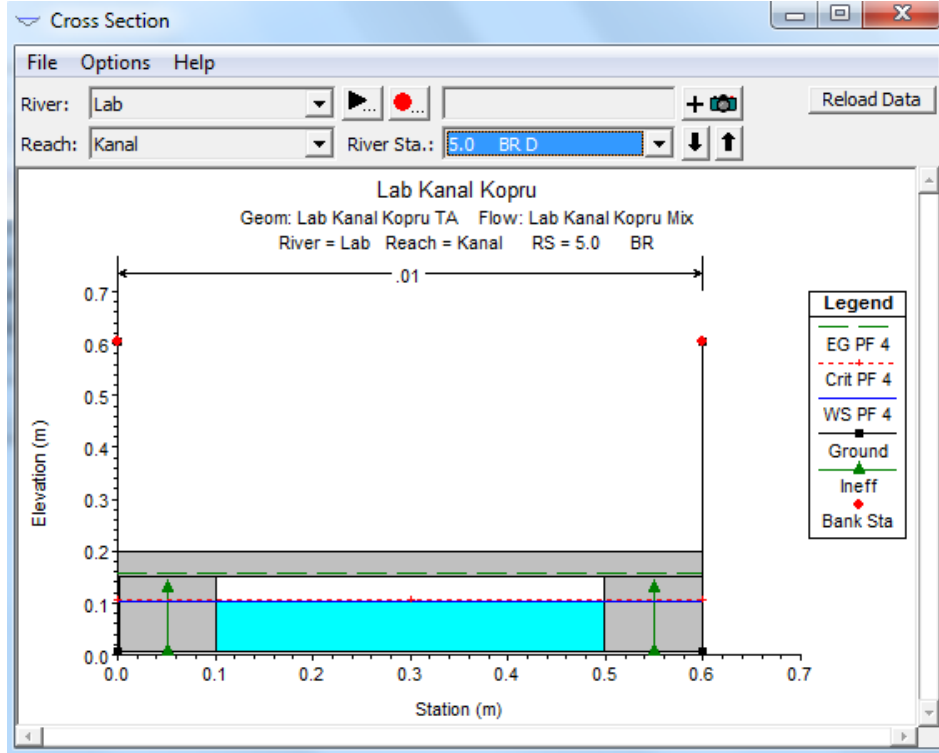 Cross Section
File Options Help
River: Lab ... ... Reload Data
Reach: Kanal River Sta.: 5.0 BR D
Lab Kanal Kopru
Geom: Lab Kanal Kopru TA Flow: Lab Kanal Kopru Mix
River = Lab Reach = Kanal RS = 5.0 BR
.01
0.7
0.6
0.5
0.4
0.3
0.2
0.1
0.0
Elevation (m)
0.0 0.1 0.2 0.3 0.4 0.5 0.6 0.7
Station (m)
Legend
EG PF 4
Crit PF 4
WS PF 4
Ground
Ineff
Bank Sta